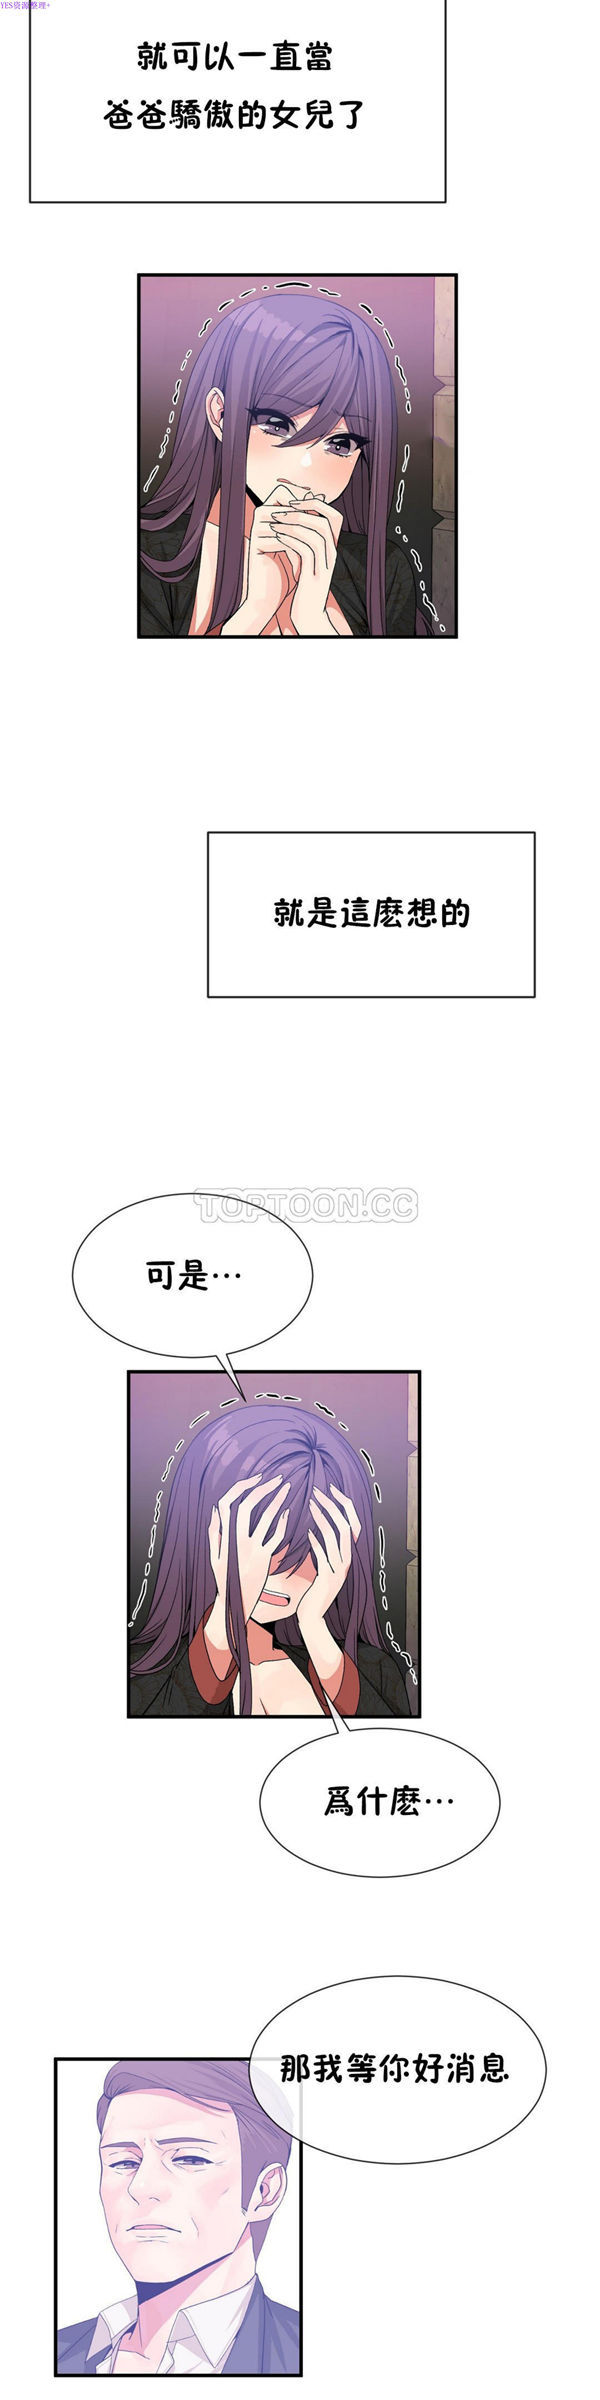 YES资源整理+
就可以一直當
爸爸驕傲的女兒了
就是這麽想的
TOPTOON.CC
可是…
爲什麽…
那我等你好消息